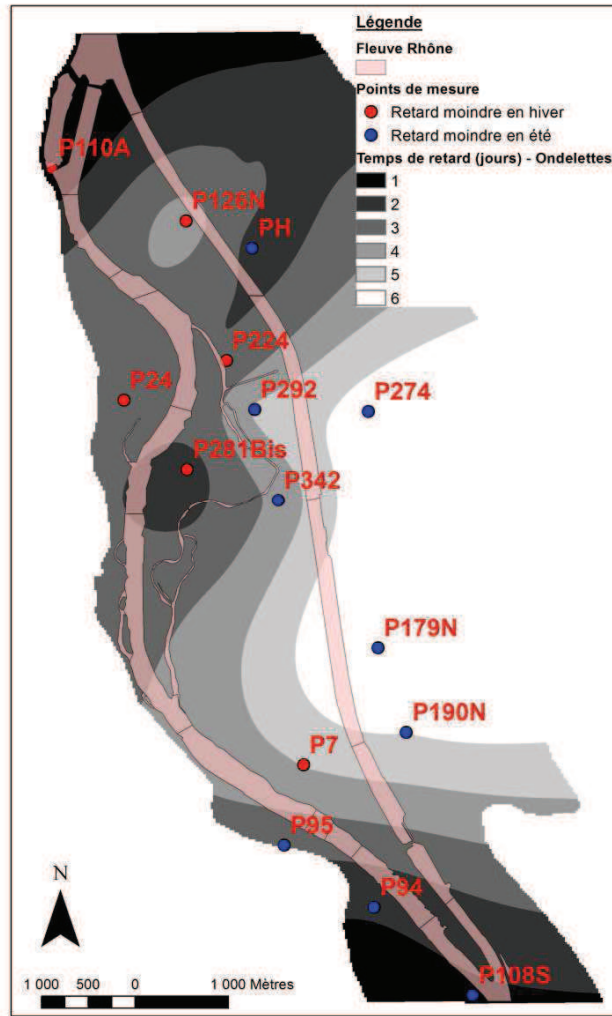 Légende
Fleuve Rhône
Points de mesure
Retard moindre en hiver
Retard moindre en été
Temps de retard (jours) - Ondelettes
1
2
3
4
5
6
P110A
P126N
PH
P224
P24
P292
P274
P281Bis
P342
P179N
P190N
P7
P95
P94
P108S
N
1 000 500 0 1 000 Mètres